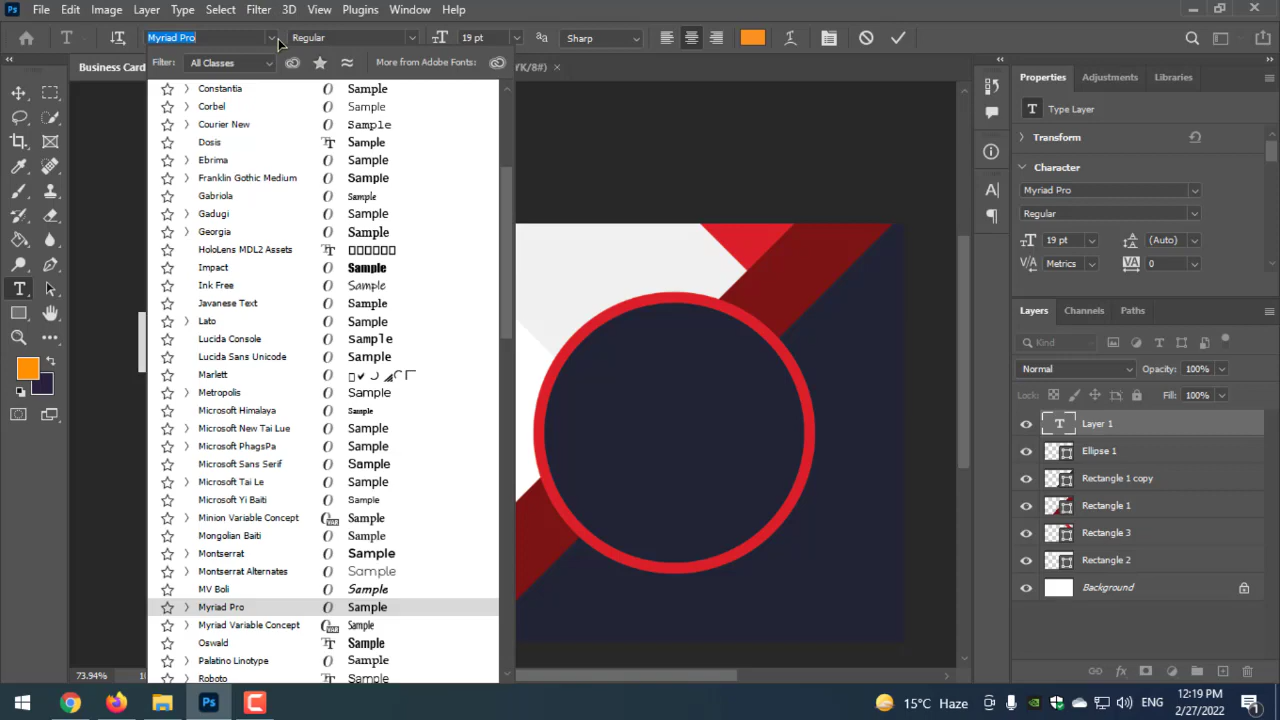 Ps File Edit Image Layer Type Select Filter 3D View Plugins Window Help
T Myriad Pro Regular 19 pt Sharp
Business Card
YK/8#) ×
Filter: All Classes More from Adobe Fonts:
Constantia Sample
Corbel Sample
Courier New Sample
Dosis Sample
Ebrima Sample
Franklin Gothic Medium Sample
Gabriola Sample
Gadugi Sample
Georgia Sample
HoloLens MDL2 Assets
Impact Sample
Ink Free Sample
Javanese Text Sample
Lato Sample
Lucida Console Sample
Lucida Sans Unicode Sample
Marlett
Metropolis Sample
Microsoft Himalaya Sample
Microsoft New Tai Lue Sample
Microsoft PhagsPa Sample
Microsoft Sans Serif Sample
Microsoft Tai Le Sample
Microsoft Yi Baiti Sample
Minion Variable Concept Sample
Mongolian Baiti Sample
Montserrat Sample
Montserrat Alternates Sample
MV Boli Sample
Myriad Pro Sample
Myriad Variable Concept Sample
Oswald Sample
Palatino Linotype Sample
Roboto Sample
73.94%
Properties Adjustments Libraries
T Type Layer
Transform
Character
Myriad Pro
Regular
19 pt (Auto)
Metrics 0
Layers Channels Paths
Kind
Normal Opacity: 100%
Lock: Fill: 100%
T Layer 1
Ellipse 1
Rectangle 1 copy
Rectangle 1
Rectangle 3
Rectangle 2
Background
Ps 15°C Haze ENG 12:19 PM
2/27/2022